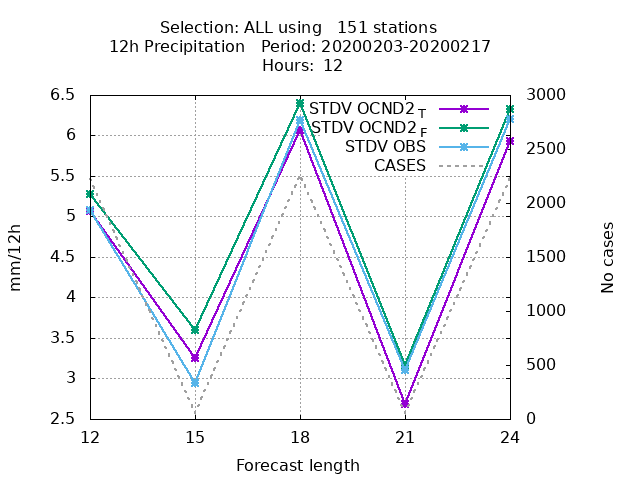 Selection: ALL using   151 stations
12h Precipitation   Period: 20200203-20200217
Hours: 12
6.5
6
5.5
5
4.5
4
3.5
3
2.5
3000
2500
2000
1500
1000
500
0
STDV OCND2 T
STDV OCND2 F
STDV OBS
CASES
mm/12h
No cases
12
15
18
21
24
Forecast length